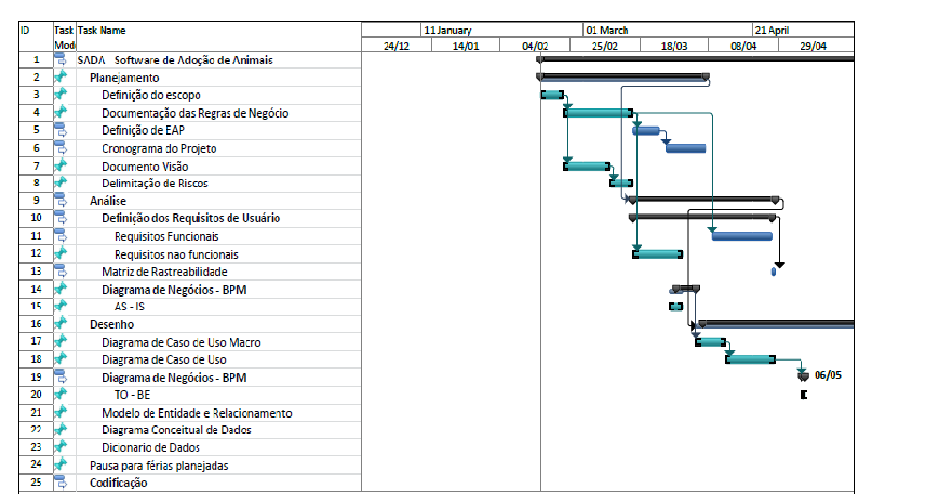 ID Task Mode Task Name 11 January 01 March 21 April
24/12 14/01 04/02 25/02 18/03 08/04 29/04
1 SADA Software de Adoção de Animais
2 Planejamento
3 Definição do escopo
4 Documentação das Regras de Negócio
5 Definição de EAP
6 Cronograma do Projeto
7 Documento Visão
8 Delimitação de Riscos
9 Análise
10 Definição dos Requisitos de Usuário
11 Requisitos Funcionais
12 Requisitos nao funcionais
13 Matriz de Rastreabilidade
14 Diagrama de Negócios - BPM
15 AS - IS
16 Desenho
17 Diagrama de Caso de Uso Macro
18 Diagrama de Caso de Uso
19 Diagrama de Negócios - BPM 06/05
20 TO - BE
21 Modelo de Entidade e Relacionamento
22 Diagrama Conceitual de Dados
23 Dicionario de Dados
24 Pausa para férias planejadas
25 Codificação